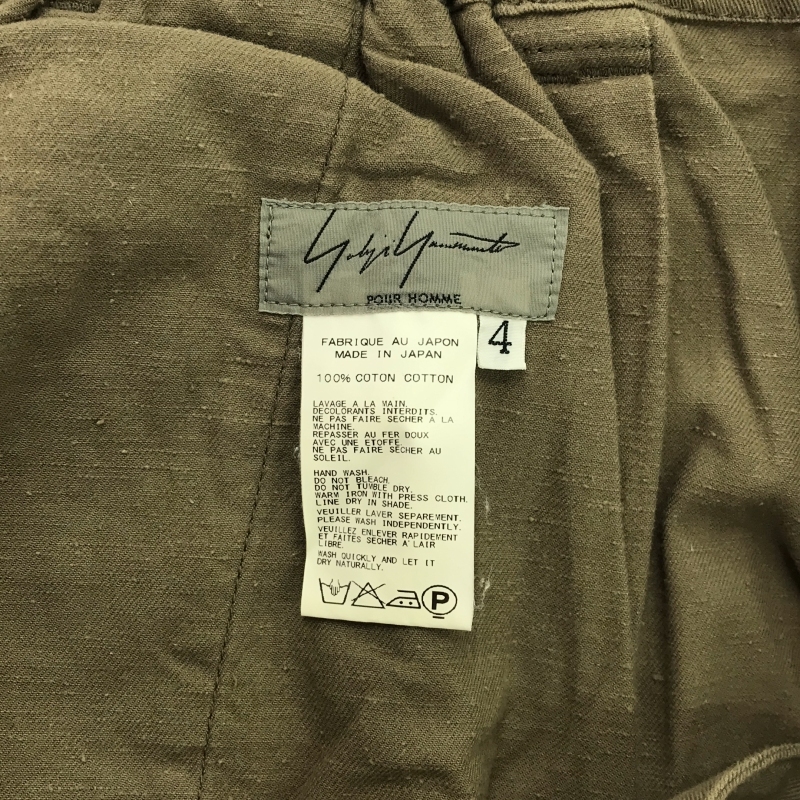 Yohji Yamamoto
POUR HOMME
4
FABRIQUE AU JAPON
MADE IN JAPAN
100% COTON COTTON
LAVAGE A LA MAIN.
DECOLORANTS INTERDITS.
NE PAS FAIRE SECHER A LA
MACHINE.
REPASSER AU FER DOUX
AVEC UNE ETOFFE.
NE PAS FAIRE SECHER AU
SOLEIL.
HAND WASH.
DO NOT BLEACH.
DO NOT TUMBLE DRY.
WARM IRON WITH PRESS CLOTH.
LINE DRY IN SHADE.
VEUILLER LAVER SEPAREMENT.
PLEASE WASH INDEPENDENTLY.
VEUILLEZ ENLEVER RAPIDEMENT
ET FAITES SECHER A'LAIR
LIBRE.
WASH QUICKLY AND LET IT
DRY NATURALLY.
P